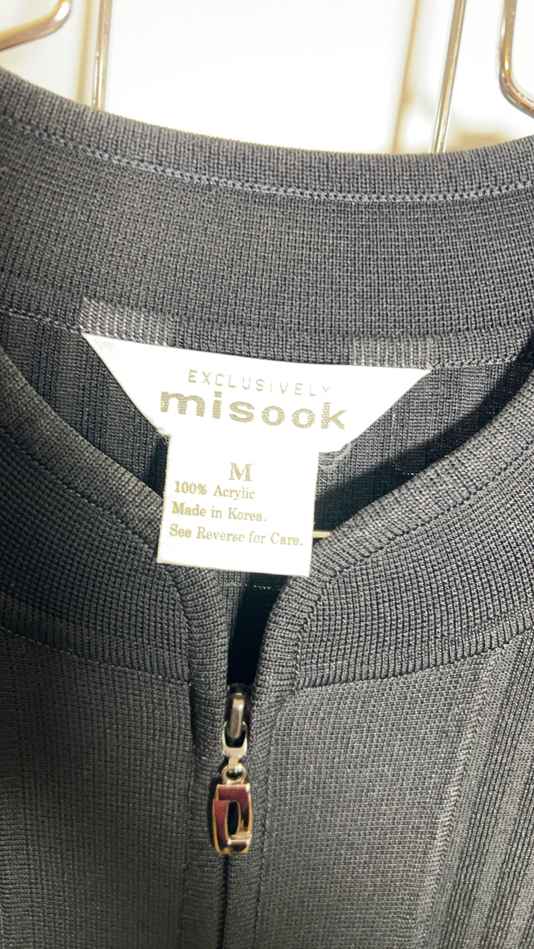 EXCLUSIVELY
misook
M
100% Acrylic
Made in Korea.
See Reverse for Care.